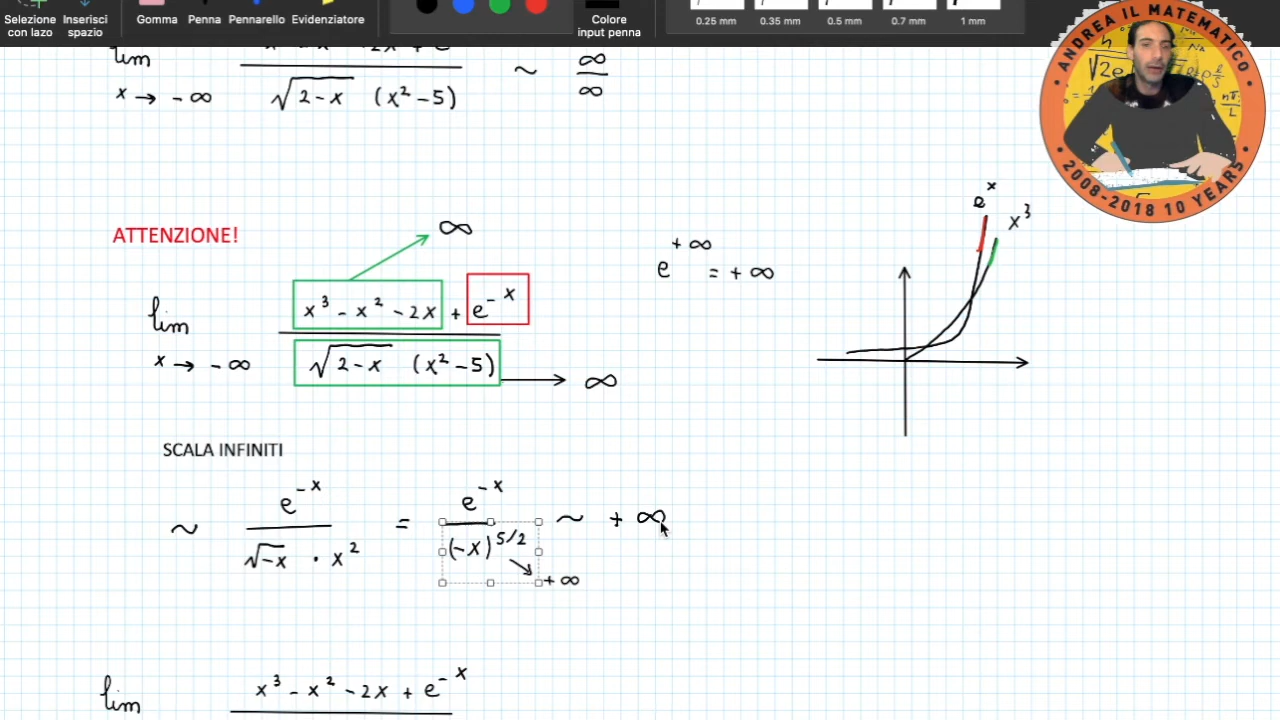 Selezione con lazo
Inserisci spazio
Gomma Penna Pennarello Evidenziatore
Colore input penna
0.25 mm 0.35 mm 0.5 mm 0.7 mm 1 mm
ANDREA IL MATEMATICO
2008-2018 10 YEARS
lim
x → -∞
√2-x (x² - 5)
~ ∞/∞
ATTENZIONE!
∞
lim
x → -∞
x³ - x² - 2x + e^-x
√2-x (x² - 5)
→ ∞
e^+∞ = +∞
e^x
x³
SCALA INFINITI
~ e^-x / √-x · x² = e^-x / (-x)^5/2 ~ +∞
+∞
lim
x³ - x² - 2x + e^-x